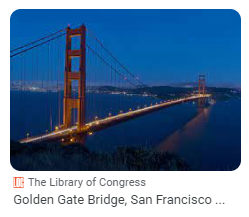 The Library of Congress
Golden Gate Bridge, San Francisco ...